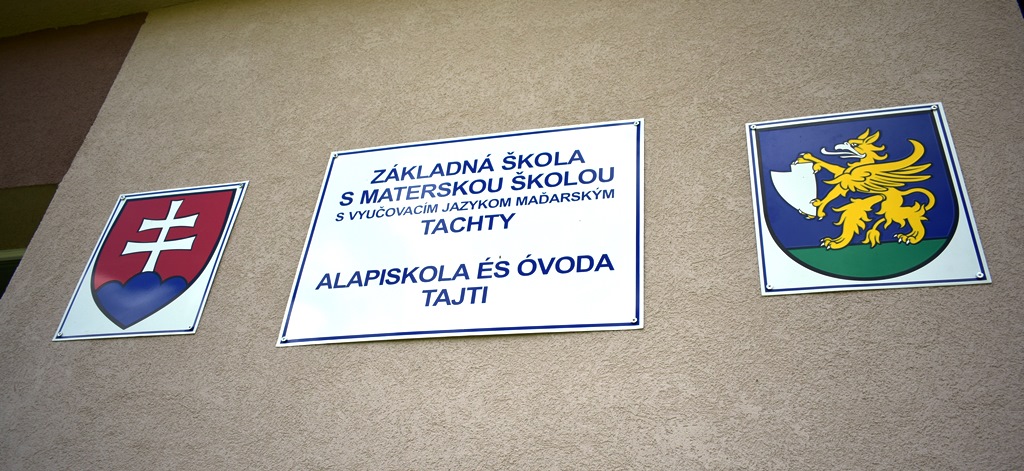 ZÁKLADNÁ ŠKOLA
S MATERSKOU ŠKOLOU
S VYUČOVACÍM JAZYKOM MAĎARSKÝM
TACHTY
ALAPISKOLA ÉS ÓVODA
TAJTI